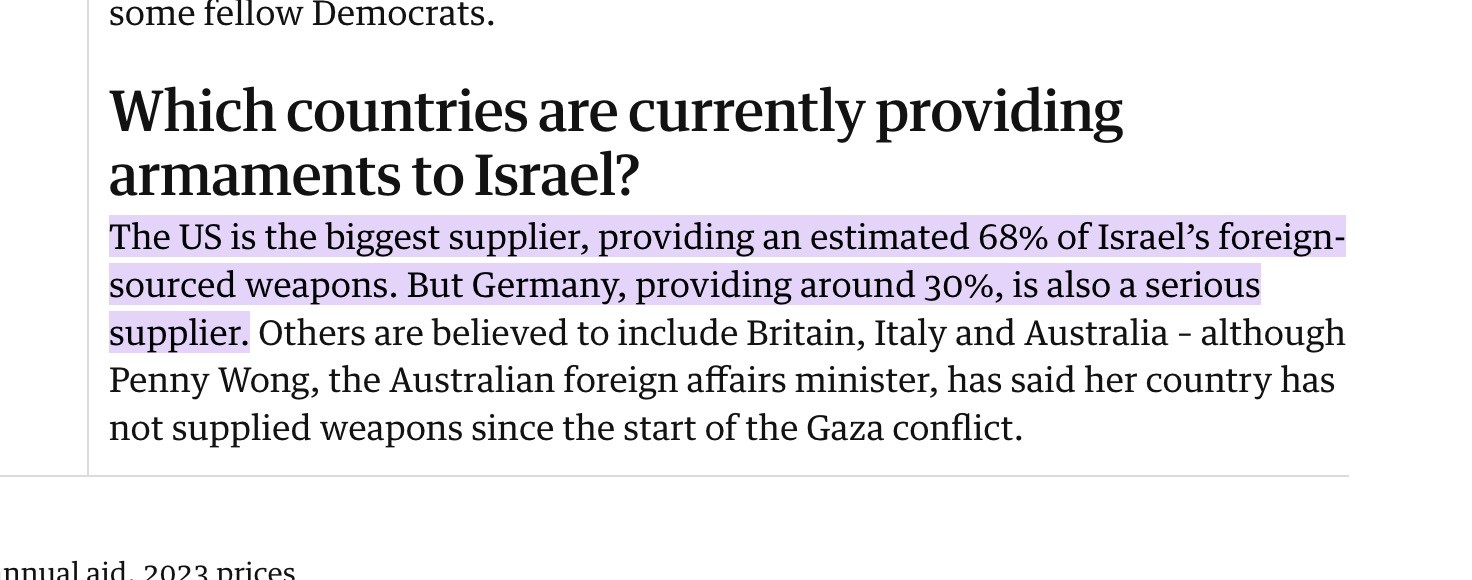 some fellow Democrats.
Which countries are currently providing
armaments to Israel?
The US is the biggest supplier, providing an estimated 68% of Israel’s foreign-
sourced weapons. But Germany, providing around 30%, is also a serious
supplier. Others are believed to include Britain, Italy and Australia – although
Penny Wong, the Australian foreign affairs minister, has said her country has
not supplied weapons since the start of the Gaza conflict.
annual aid, 2023 prices